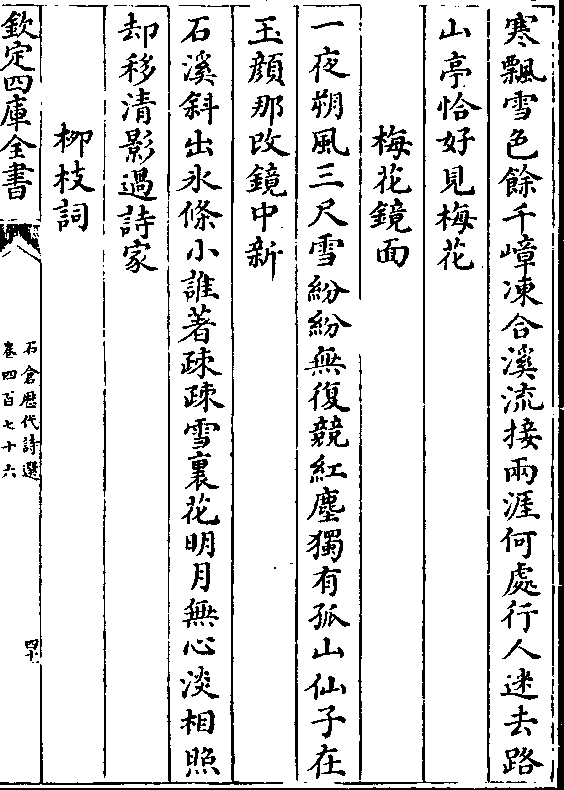 寒飄雪色餘千嶂凍合溪流接兩涯何處行人迷去路
山亭恰好見梅花
梅花鏡面
一夜朔風三尺雪紛紛無復競紅塵獨有孤山仙子在
玉顔那改鏡中新
石溪斜出氷條小誰著疎疎雪裏花明月無心淡相照
却移清影過詩家
柳枝詞
欽定四庫全書
石倉歴代詩選
卷四百七十六